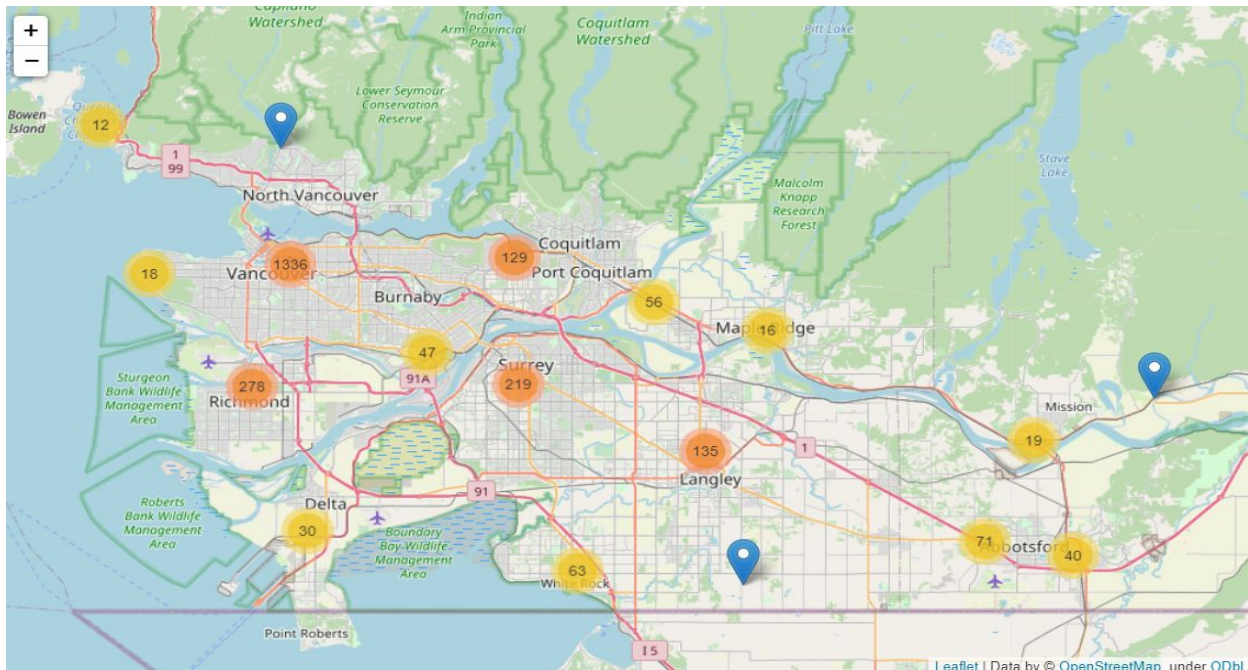 +
−
Capilano
Watershed
Indian
Arm Provincial
Park
Coquitlam
Watershed
Pitt Lake
Bowen
Island
12
Lower Seymour
Conservation
Reserve
1
99
North Vancouver
Stave
Lake
Malcolm
Knapp
Research
Forest
18
Vancouver
1336
129
Coquitlam
Port Coquitlam
Burnaby
56
Maple Ridge
16
47
Surrey
91A
219
Sturgeon
Bank Wildlife
Management
Area
278
Richmond
Mission
19
135
Langley
1
91
Delta
Roberts
Bank Wildlife
Management
Area
30
Boundary
Bay Wildlife
Management
Area
71
Abbotsford
40
63
White Rock
Point Roberts
I 5
Leaflet | Data by © OpenStreetMap, under ODbL